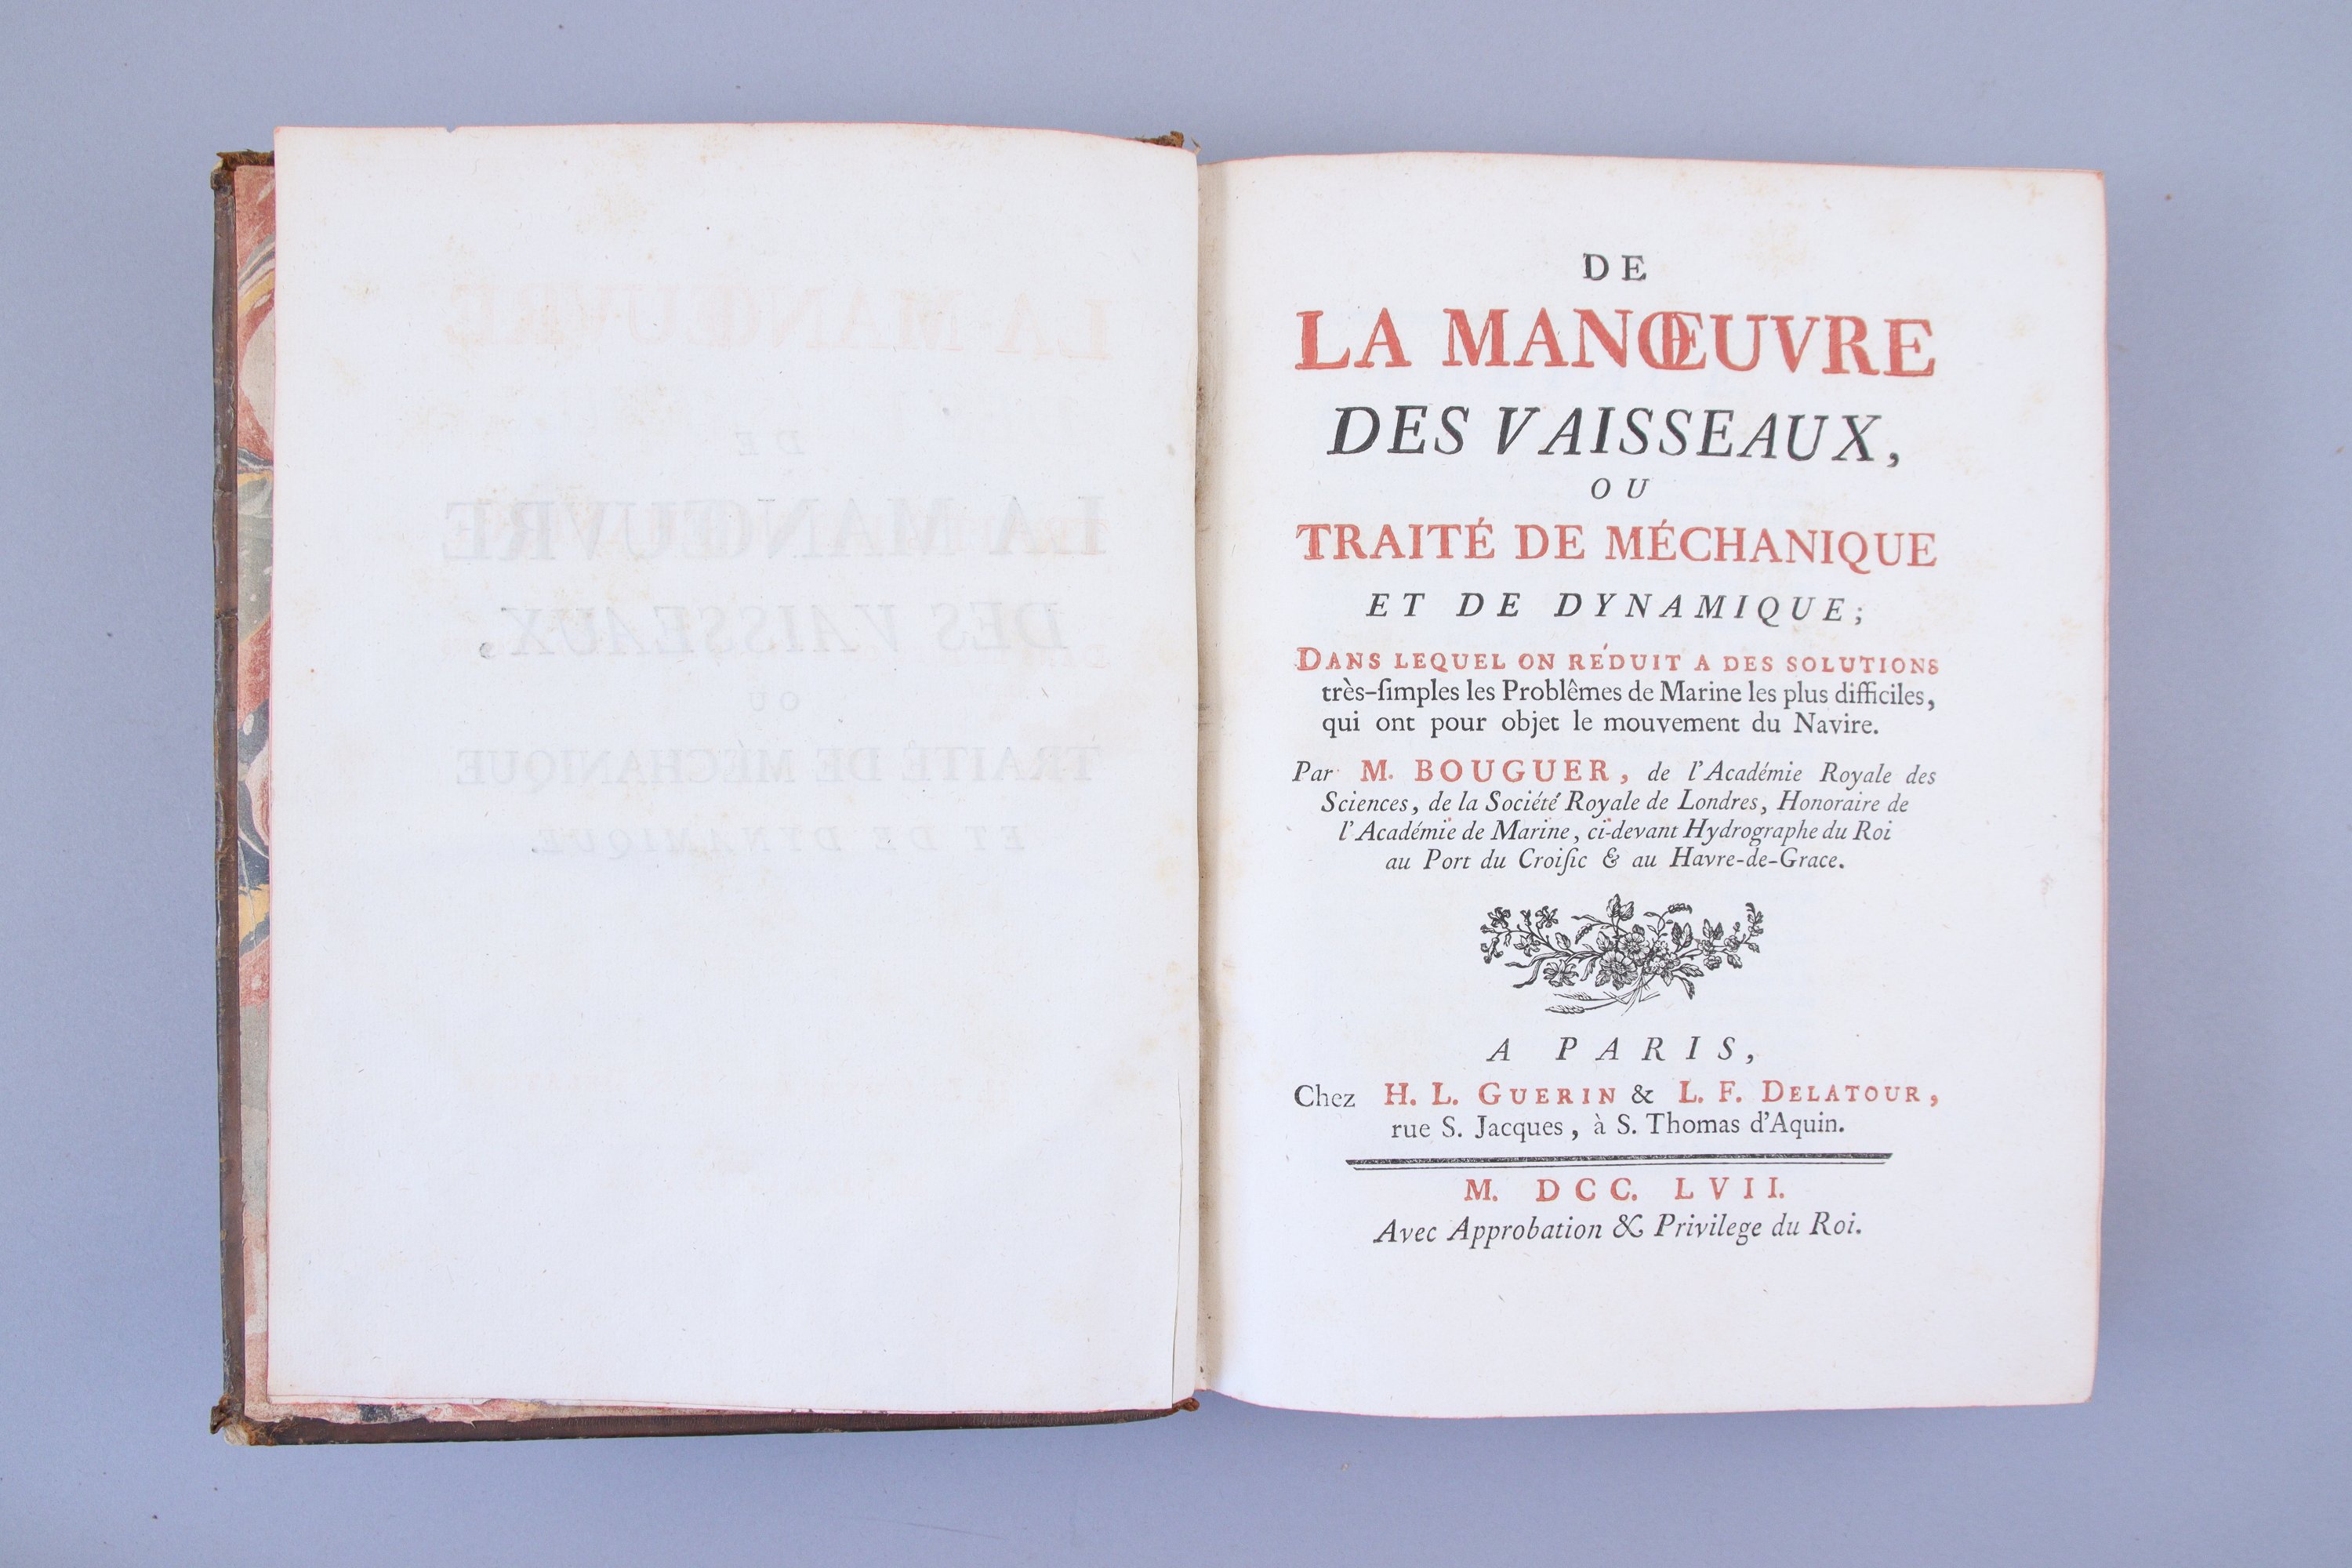 DE
LA MANŒUVRE
DES VAISSEAUX,
OU
TRAITÉ DE MÉCHANIQUE
ET DE DYNAMIQUE;
DANS LEQUEL ON RÉDUIT A DES SOLUTIONS
très-ſimples les Problêmes de Marine les plus difficiles,
qui ont pour objet le mouvement du Navire.
Par M. BOUGUER, de l'Académie Royale des
Sciences, de la Société Royale de Londres, Honoraire de
l'Académie de Marine, ci-devant Hydrographe du Roi
au Port du Croiſic & au Havre-de-Grace.
A PARIS,
Chez H. L. GUERIN & L. F. DELATOUR,
rue S. Jacques, à S. Thomas d'Aquin.
M. DCC. LVII.
Avec Approbation & Privilege du Roi.